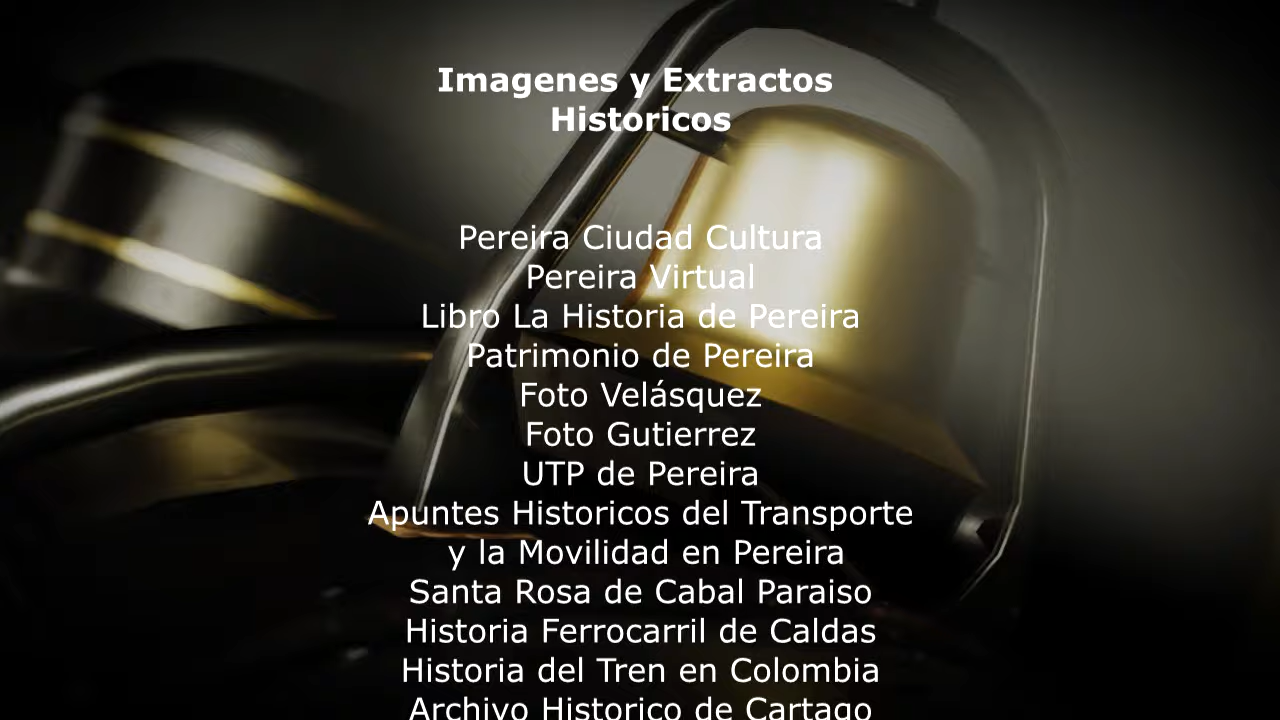 Imagenes y Extractos
Historicos
Pereira Ciudad Cultura
Pereira Virtual
Libro La Historia de Pereira
Patrimonio de Pereira
Foto Velásquez
Foto Gutierrez
UTP de Pereira
Apuntes Historicos del Transporte
y la Movilidad en Pereira
Santa Rosa de Cabal Paraiso
Historia Ferrocarril de Caldas
Historia del Tren en Colombia
Archivo Historico de Cartago